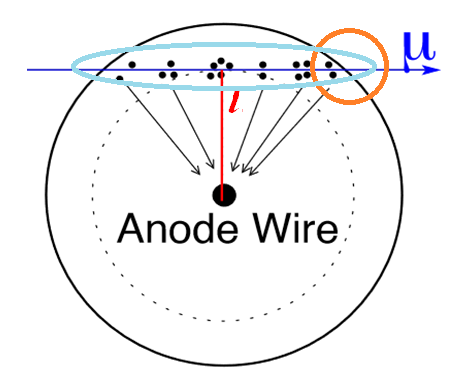 μ
l
Anode Wire